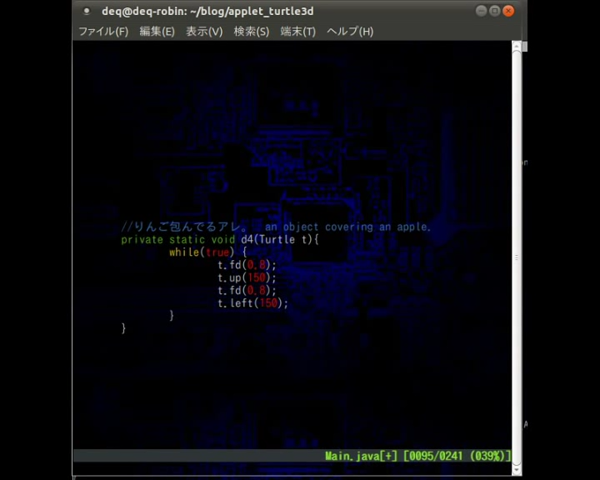 deq@deq-robin: ~/blog/applet_turtle3d
ファイル(F) 編集(E) 表示(V) 検索(S) 端末(T) ヘルプ(H)
//りんご包んでるアレ。 an object covering an apple.
private static void d4(Turtle t){
while(true) {
t.fd(0.8);
t.up(150);
t.fd(0.8);
t.left(150);
}
}
Main.java[+] [0095/0241 (039%)]